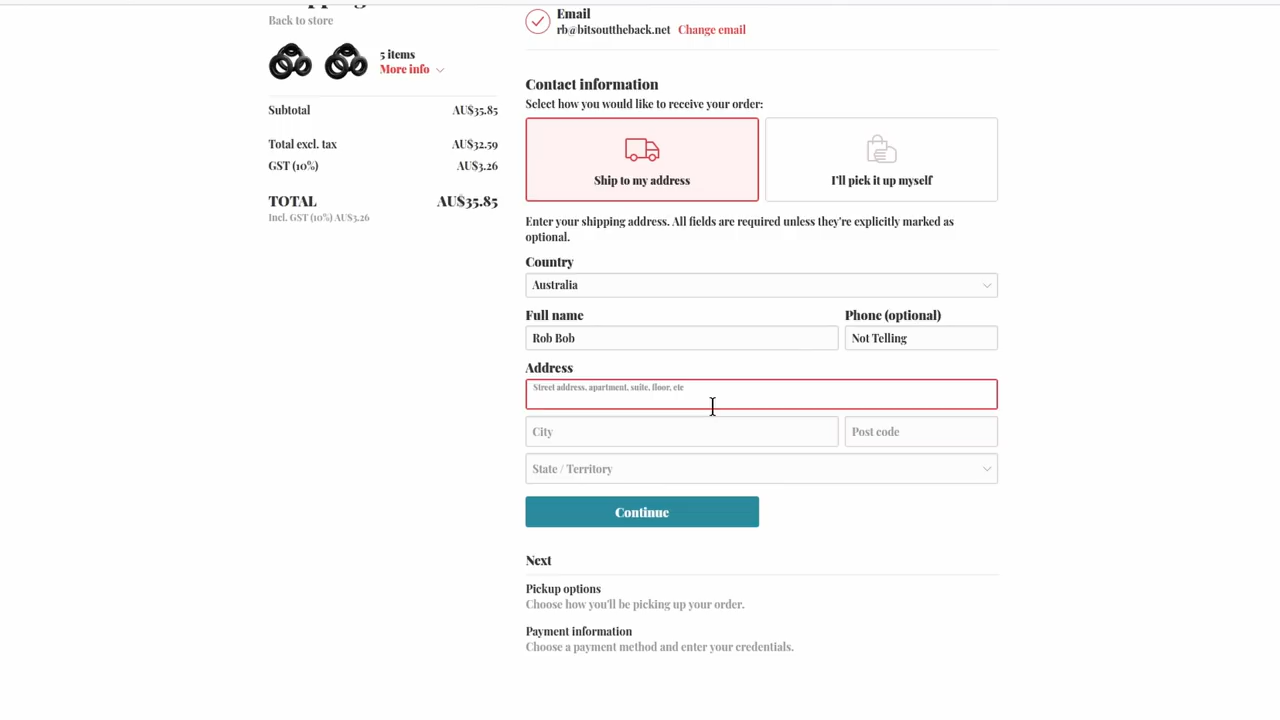 Back to store
5 items
More info
Subtotal AU$35.85
Total excl. tax AU$32.59
GST (10%) AU$3.26
TOTAL AU$35.85
Incl. GST (10%) AU$3.26
Email
rb@bitsouttheback.net Change email
Contact information
Select how you would like to receive your order:
Ship to my address
I'll pick it up myself
Enter your shipping address. All fields are required unless they're explicitly marked as
optional.
Country
Australia
Full name Phone (optional)
Rob Bob Not Telling
Address
Street address, apartment, suite, floor, etc
City Post code
State / Territory
Continue
Next
Pickup options
Choose how you'll be picking up your order.
Payment information
Choose a payment method and enter your credentials.